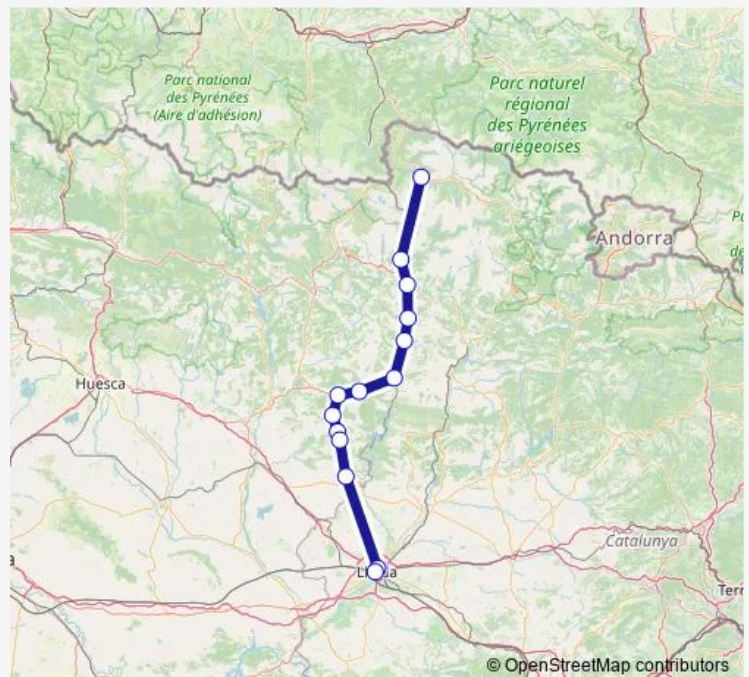 Parc national
des Pyrénées
(Aire d'adhésion)
Parc naturel
régional
des Pyrénées
ariégeoises
Andorra
Huesca
Catalunya
© OpenStreetMap contributors